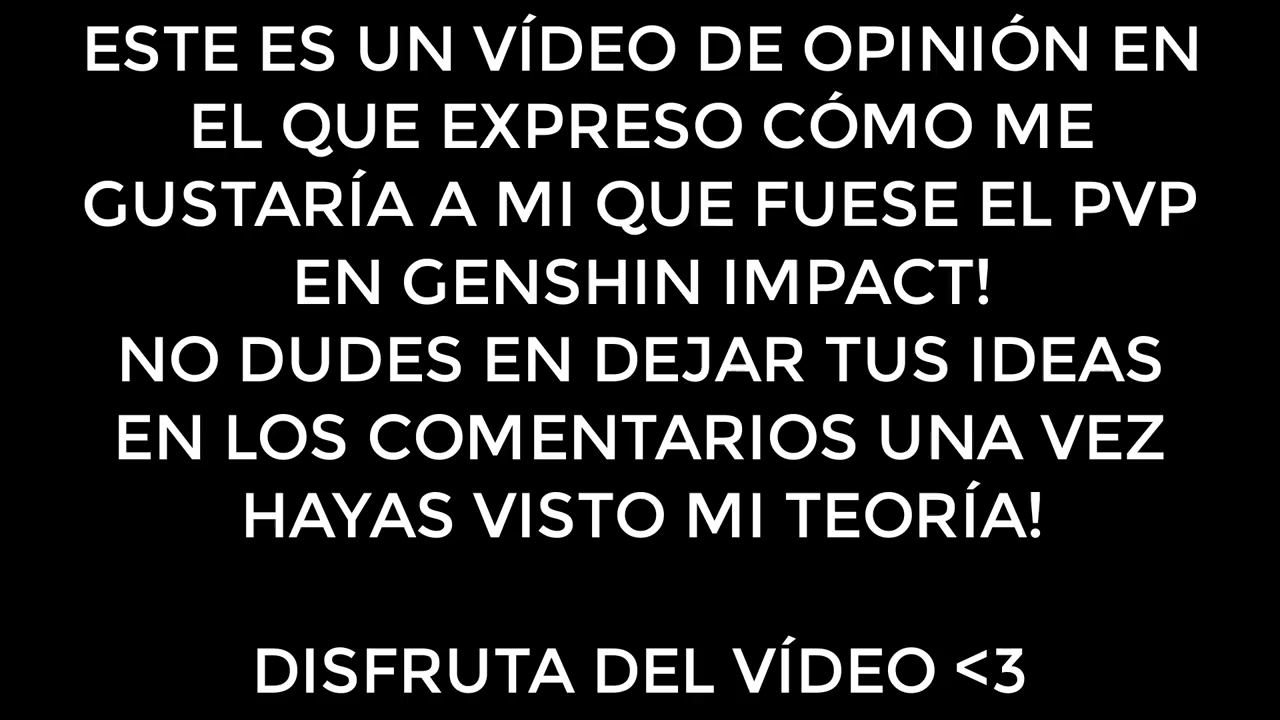 ESTE ES UN VÍDEO DE OPINIÓN EN
EL QUE EXPRESO CÓMO ME
GUSTARÍA A MI QUE FUESE EL PVP
EN GENSHIN IMPACT!
NO DUDES EN DEJAR TUS IDEAS
EN LOS COMENTARIOS UNA VEZ
HAYAS VISTO MI TEORÍA!
DISFRUTA DEL VÍDEO <3